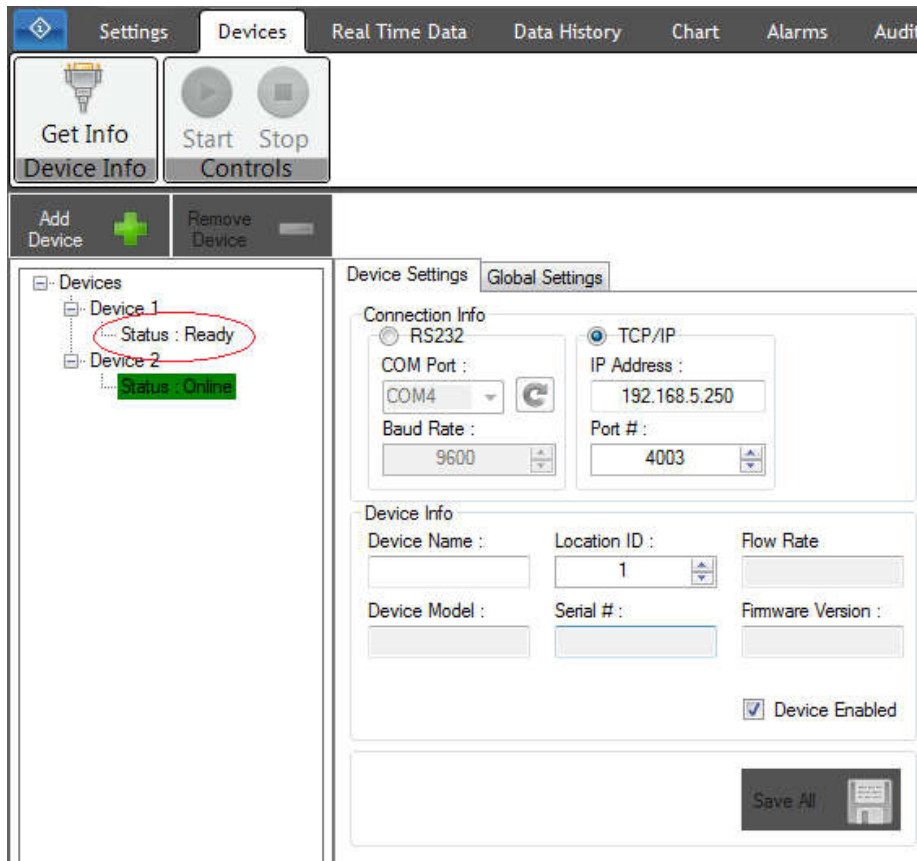 Settings Devices Real Time Data Data History Chart Alarms Audit
Get Info
Device Info
Start Stop
Controls
Add
Device
Remove
Device
Devices
Device 1
Status : Ready
Device 2
Status : Online
Device Settings Global Settings
Connection Info
RS232 TCP/IP
COM Port : IP Address :
COM4 192.168.5.250
Baud Rate : Port # :
9600 4003
Device Info
Device Name : Location ID : Flow Rate
1
Device Model : Serial # : Firmware Version :
Device Enabled
Save All